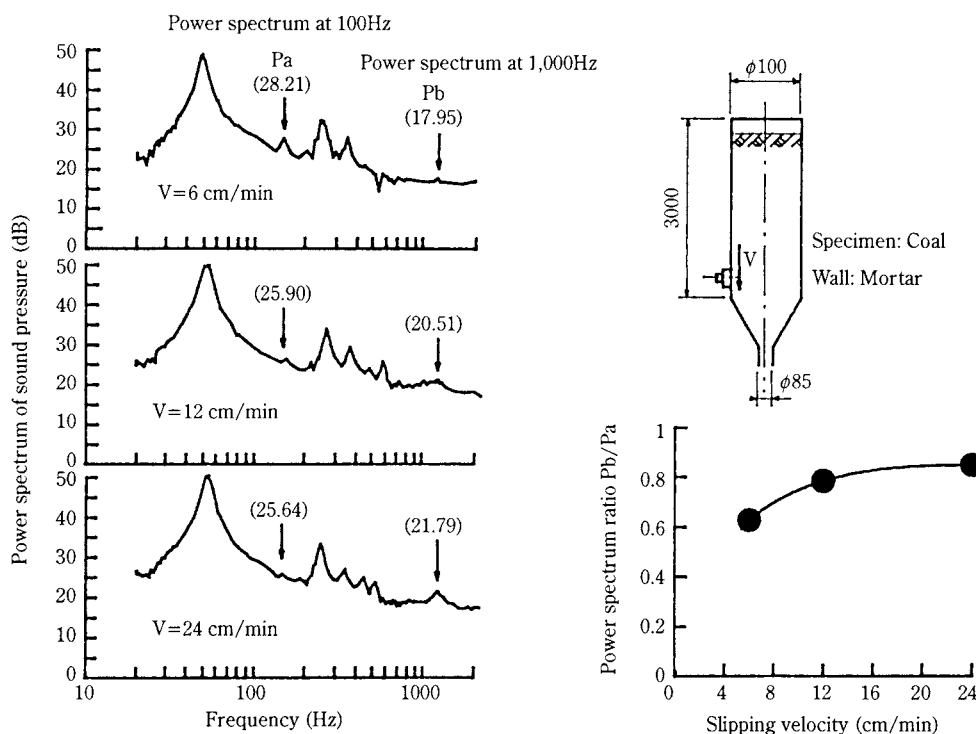 Power spectrum at 100Hz
Pa
(28.21)
Power spectrum at 1,000Hz
Pb
(17.95)
50
40
30
20
10
0
V=6 cm/min
50
40
30
20
10
0
(25.90)
(20.51)
V=12 cm/min
50
40
30
20
10
0
(25.64)
(21.79)
V=24 cm/min
10
100
1000
Frequency (Hz)
Power spectrum of sound pressure (dB)
φ100
3000
V
Specimen: Coal
Wall: Mortar
φ85
Power spectrum ratio Pb/Pa
1
0.8
0.6
0.4
0.2
0
0
4
8
12
16
20
24
Slipping velocity (cm/min)